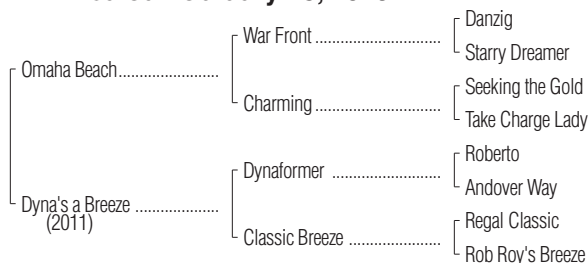 Danzig
War Front
Starry Dreamer
Omaha Beach
Seeking the Gold
Charming
Take Charge Lady
Roberto
Dynaformer
Andover Way
Dyna's a Breeze
(2011)
Regal Classic
Classic Breeze
Rob Roy's Breeze